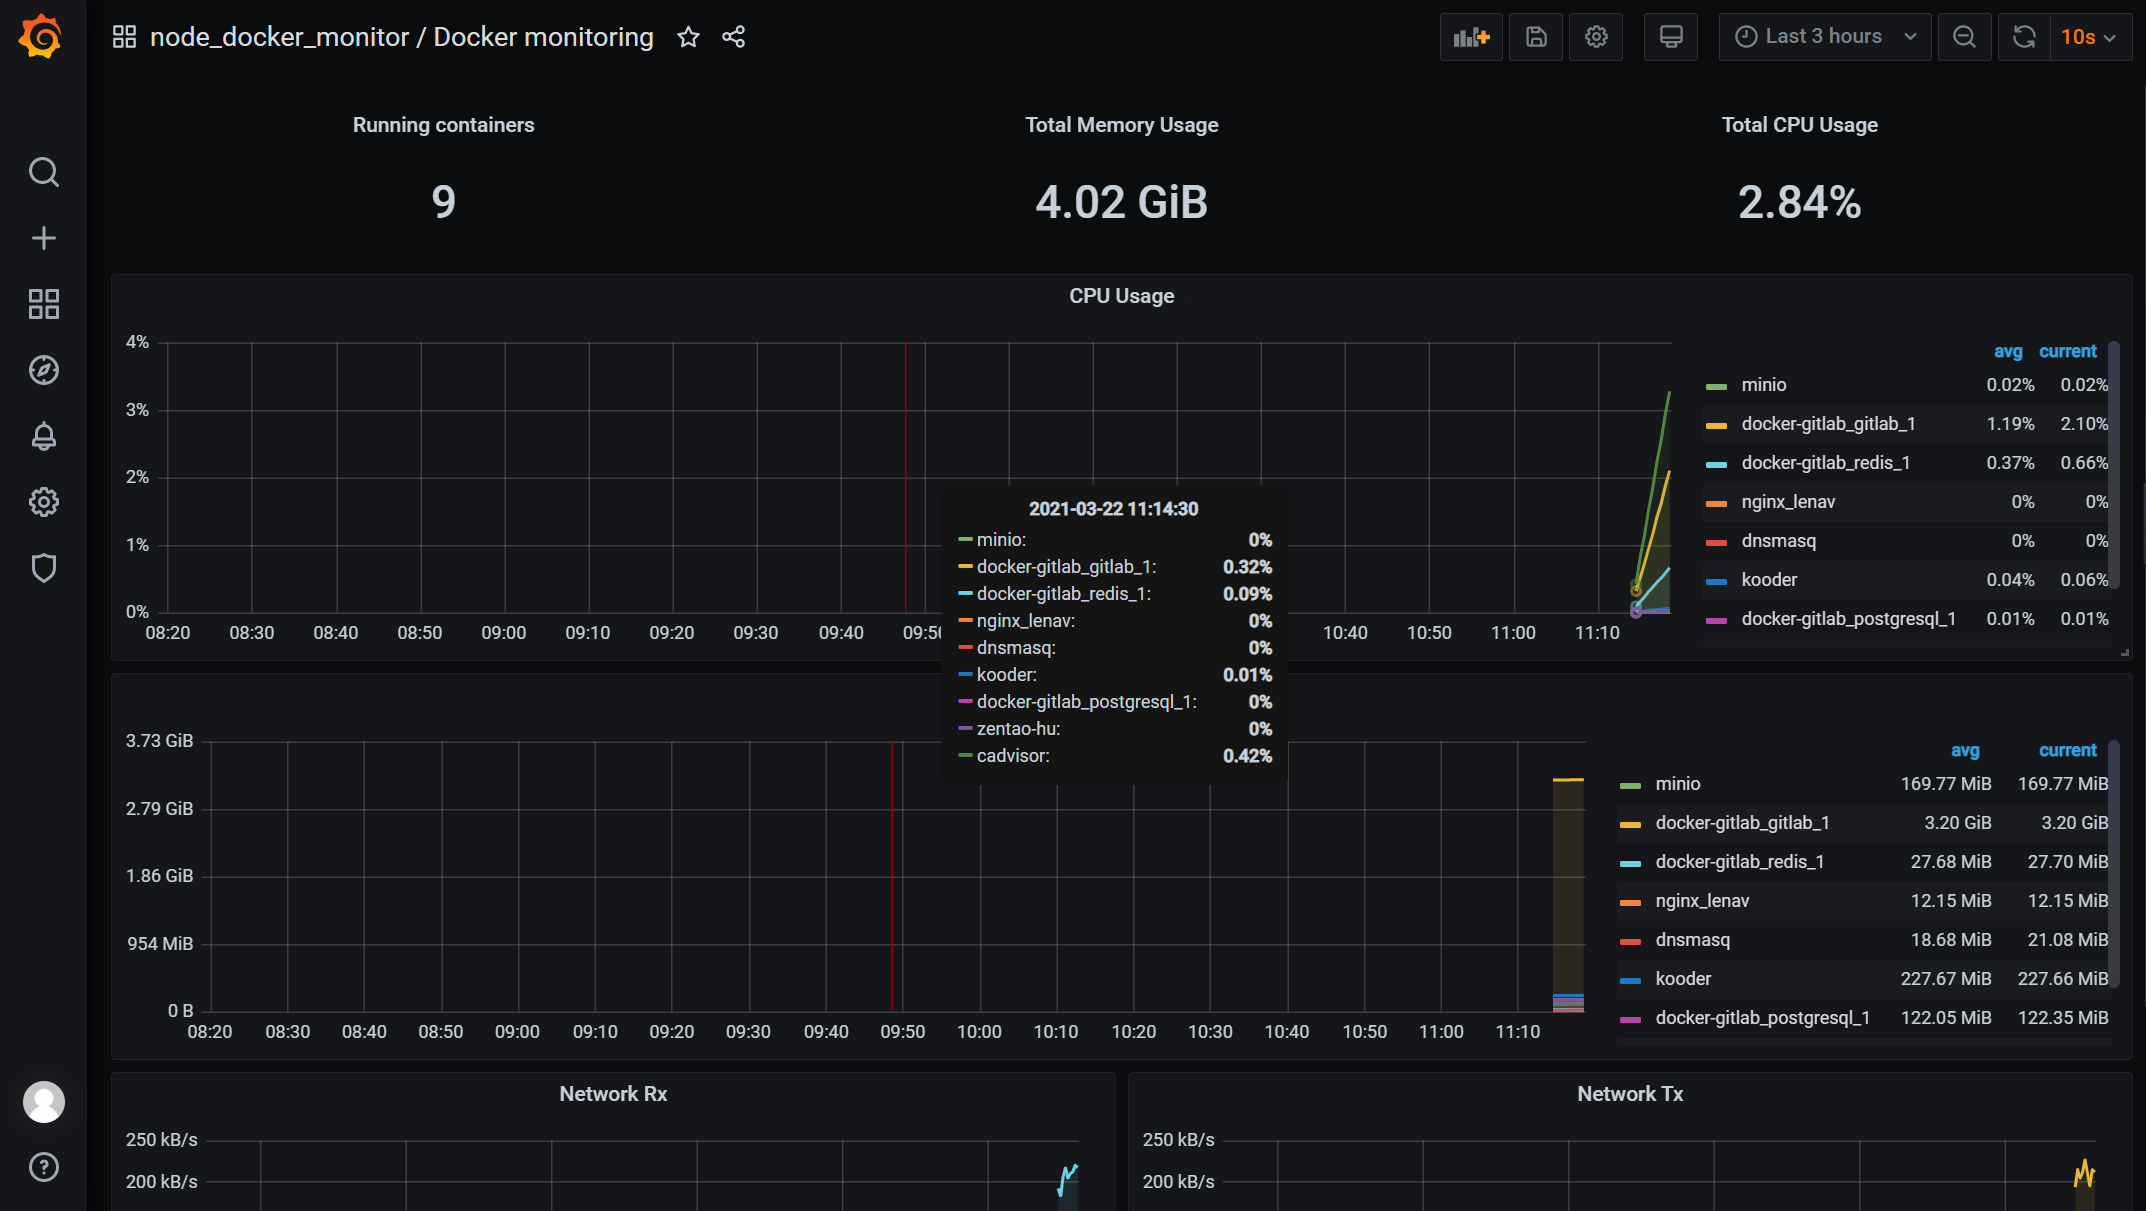 node_docker_monitor / Docker monitoring
Last 3 hours
10s
Running containers
9
Total Memory Usage
4.02 GiB
Total CPU Usage
2.84%
CPU Usage
4%
3%
2%
1%
0%
08:20 08:30 08:40 08:50 09:00 09:10 09:20 09:30 09:40 09:50 10:40 10:50 11:00 11:10
avg current
minio 0.02% 0.02%
docker-gitlab_gitlab_1 1.19% 2.10%
docker-gitlab_redis_1 0.37% 0.66%
nginx_lenav 0% 0%
dnsmasq 0% 0%
kooder 0.04% 0.06%
docker-gitlab_postgresql_1 0.01% 0.01%
2021-03-22 11:14:30
minio: 0%
docker-gitlab_gitlab_1: 0.32%
docker-gitlab_redis_1: 0.09%
nginx_lenav: 0%
dnsmasq: 0%
kooder: 0.01%
docker-gitlab_postgresql_1: 0%
zentao-hu: 0%
cadvisor: 0.42%
3.73 GiB
2.79 GiB
1.86 GiB
954 MiB
0 B
08:20 08:30 08:40 08:50 09:00 09:10 09:20 09:30 09:40 09:50 10:00 10:10 10:20 10:30 10:40 10:50 11:00 11:10
avg current
minio 169.77 MiB 169.77 MiB
docker-gitlab_gitlab_1 3.20 GiB 3.20 GiB
docker-gitlab_redis_1 27.68 MiB 27.70 MiB
nginx_lenav 12.15 MiB 12.15 MiB
dnsmasq 18.68 MiB 21.08 MiB
kooder 227.67 MiB 227.66 MiB
docker-gitlab_postgresql_1 122.05 MiB 122.35 MiB
Network Rx
250 kB/s
200 kB/s
Network Tx
250 kB/s
200 kB/s